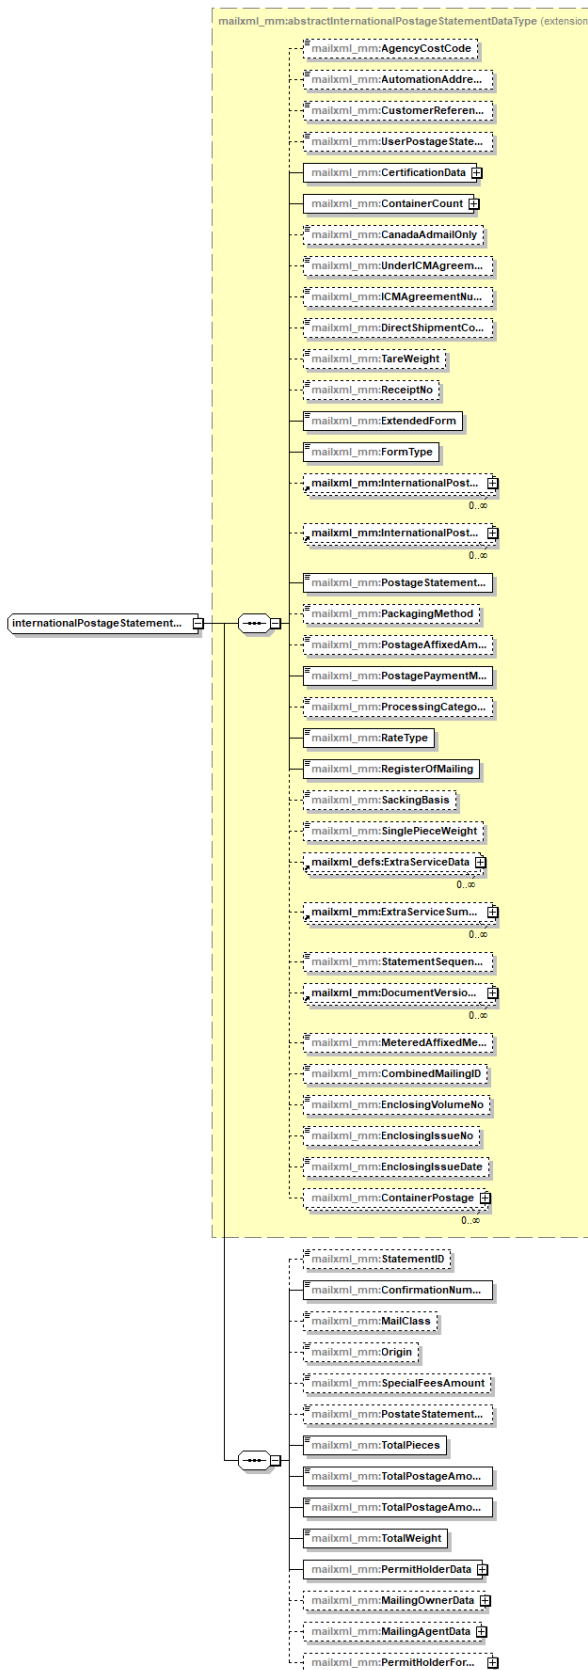 mailxml_mm:abstractInternationalPostageStatementDataType (extension
mailxml_mm:AgencyCostCode
mailxml_mm:AutomationAddre...
mailxml_mm:CustomerReferen...
mailxml_mm:UserPostageState...
mailxml_mm:CertificationData
mailxml_mm:ContainerCount
mailxml_mm:CanadaAdmailOnly
mailxml_mm:UnderICMAgreem...
mailxml_mm:ICMAgreementNu...
mailxml_mm:DirectShipmentCo...
mailxml_mm:TareWeight
mailxml_mm:ReceiptNo
mailxml_mm:ExtendedForm
mailxml_mm:FormType
mailxml_mm:InternationalPost...
0..∞
mailxml_mm:InternationalPost...
0..∞
mailxml_mm:PostageStatement...
internationalPostageStatement...
mailxml_mm:PackagingMethod
mailxml_mm:PostageAffixedAm...
mailxml_mm:PostagePaymentM...
mailxml_mm:ProcessingCatego...
mailxml_mm:RateType
mailxml_mm:RegisterOfMailing
mailxml_mm:SackingBasis
mailxml_mm:SinglePieceWeight
mailxml_defs:ExtraServiceData
0..∞
mailxml_mm:ExtraServiceSum...
0..∞
mailxml_mm:StatementSequen...
mailxml_mm:DocumentVersio...
0..∞
mailxml_mm:MeteredAffixedMe...
mailxml_mm:CombinedMailingID
mailxml_mm:EnclosingVolumeNo
mailxml_mm:EnclosingIssueNo
mailxml_mm:EnclosingIssueDate
mailxml_mm:ContainerPostage
0..∞
mailxml_mm:StatementID
mailxml_mm:ConfirmationNum...
mailxml_mm:MailClass
mailxml_mm:Origin
mailxml_mm:SpecialFeesAmount
mailxml_mm:PostateStatement...
mailxml_mm:TotalPieces
mailxml_mm:TotalPostageAmo...
mailxml_mm:TotalPostageAmo...
mailxml_mm:TotalWeight
mailxml_mm:PermitHolderData
mailxml_mm:MailingOwnerData
mailxml_mm:MailingAgentData
mailxml_mm:PermitHolderFor...